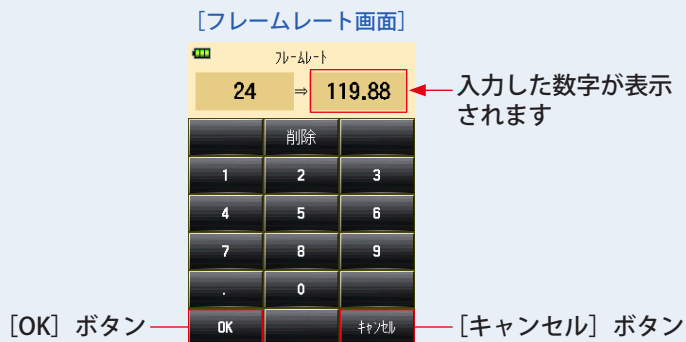 [フレームレート画面]
ﾌﾚｰﾑﾚｰﾄ
24 ⇒ 119.88
入力した数字が表示
されます
削除
1 2 3
4 5 6
7 8 9
. 0
[OK] ボタン
OK ｷｬﾝｾﾙ
[キャンセル] ボタン